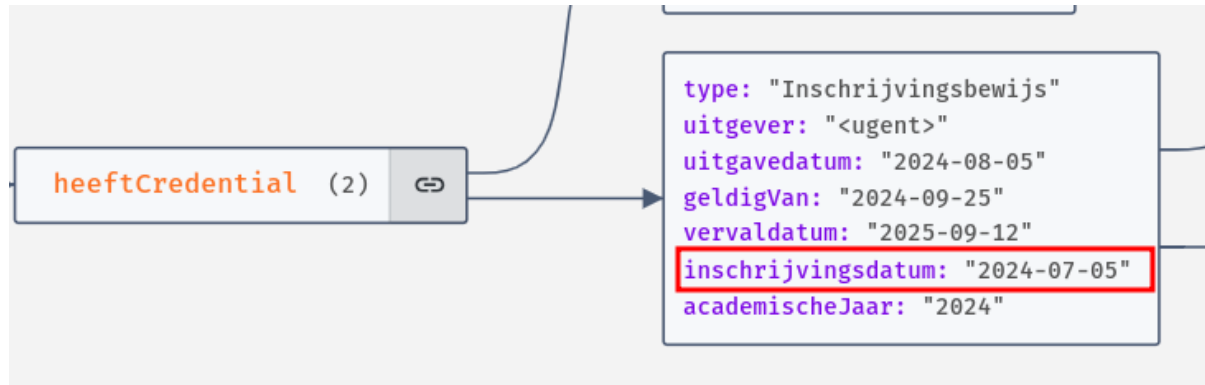 heeftCredential (2)
type: "Inschrijvingsbewijs"
uitgever: "<ugent>"
uitgavedatum: "2024-08-05"
geldigVan: "2024-09-25"
vervaldatum: "2025-09-12"
inschrijvingsdatum: "2024-07-05"
academischeJaar: "2024"